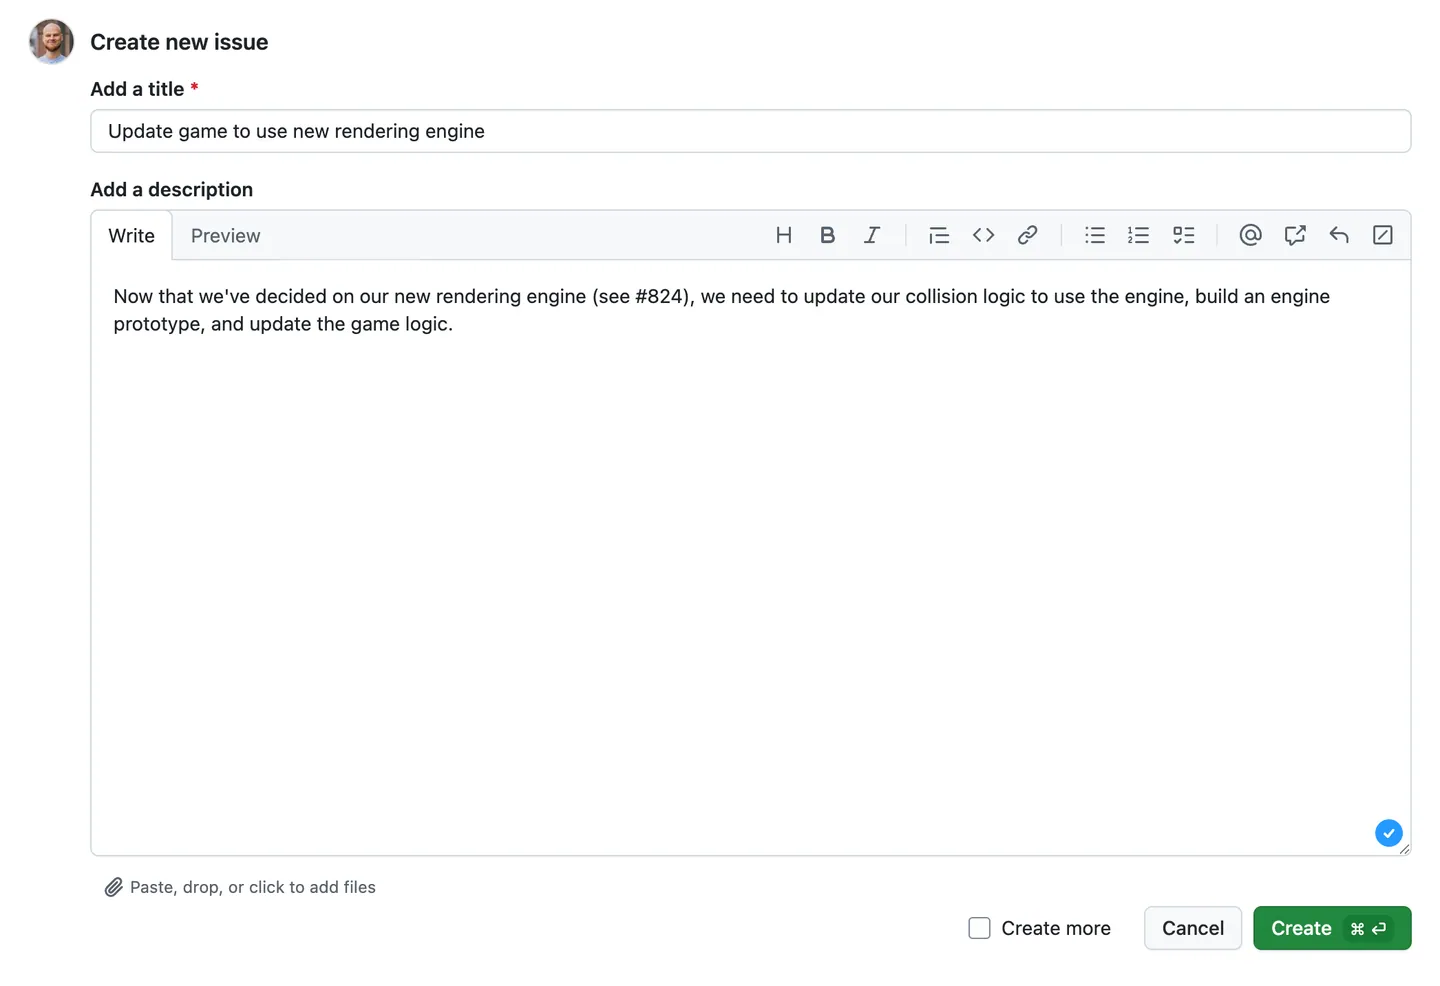 Create new issue
Add a title *
Update game to use new rendering engine
Add a description
Write Preview
Now that we've decided on our new rendering engine (see #824), we need to update our collision logic to use the engine, build an engine
prototype, and update the game logic.
Paste, drop, or click to add files
Create more Cancel Create ⌘ ↵